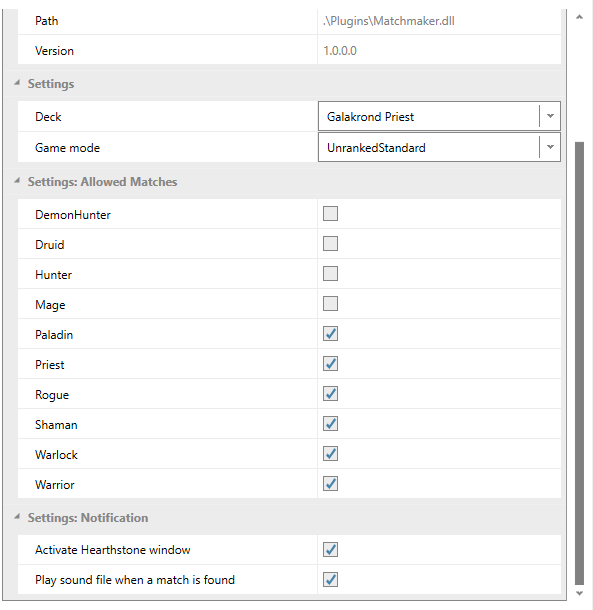 Path .\Plugins\Matchmaker.dll
Version 1.0.0.0
Settings
Deck Galakrond Priest
Game mode UnrankedStandard
Settings: Allowed Matches
DemonHunter
Druid
Hunter
Mage
Paladin
Priest
Rogue
Shaman
Warlock
Warrior
Settings: Notification
Activate Hearthstone window
Play sound file when a match is found